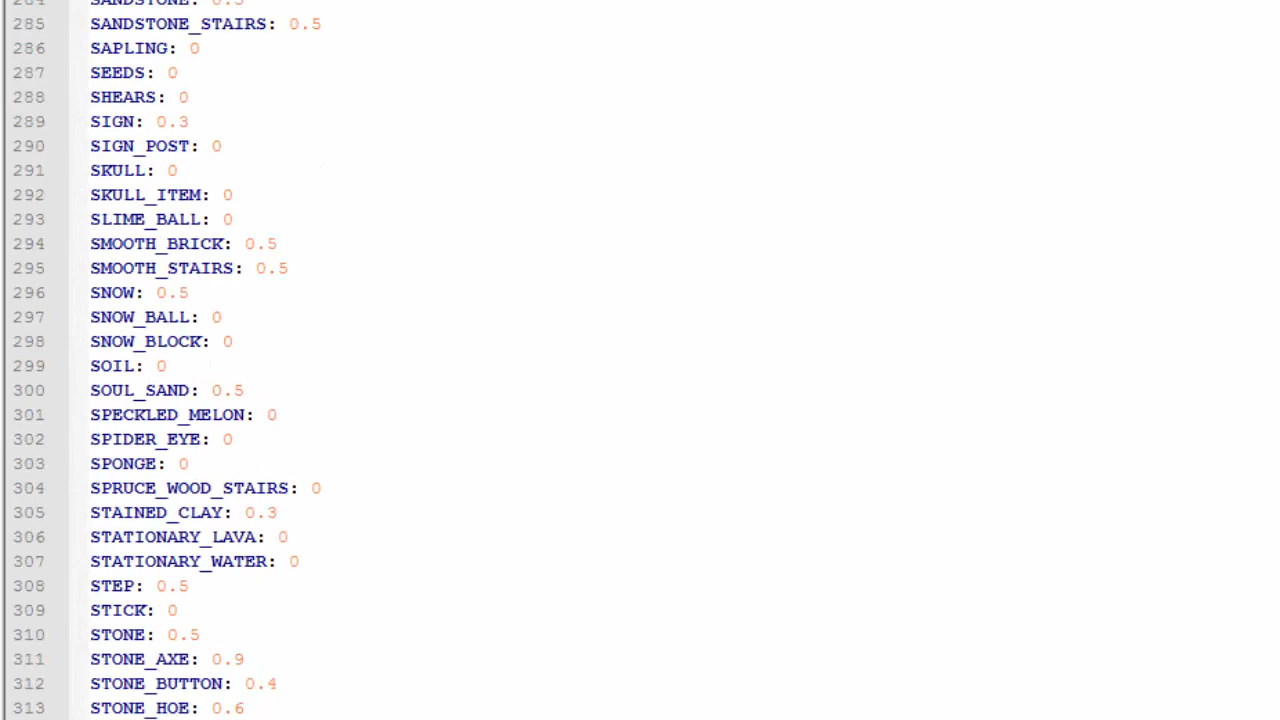 284 SANDSTONE: 0.5
285 SANDSTONE_STAIRS: 0.5
286 SAPLING: 0
287 SEEDS: 0
288 SHEARS: 0
289 SIGN: 0.3
290 SIGN_POST: 0
291 SKULL: 0
292 SKULL_ITEM: 0
293 SLIME_BALL: 0
294 SMOOTH_BRICK: 0.5
295 SMOOTH_STAIRS: 0.5
296 SNOW: 0.5
297 SNOW_BALL: 0
298 SNOW_BLOCK: 0
299 SOIL: 0
300 SOUL_SAND: 0.5
301 SPECKLED_MELON: 0
302 SPIDER_EYE: 0
303 SPONGE: 0
304 SPRUCE_WOOD_STAIRS: 0
305 STAINED_CLAY: 0.3
306 STATIONARY_LAVA: 0
307 STATIONARY_WATER: 0
308 STEP: 0.5
309 STICK: 0
310 STONE: 0.5
311 STONE_AXE: 0.9
312 STONE_BUTTON: 0.4
313 STONE_HOE: 0.6